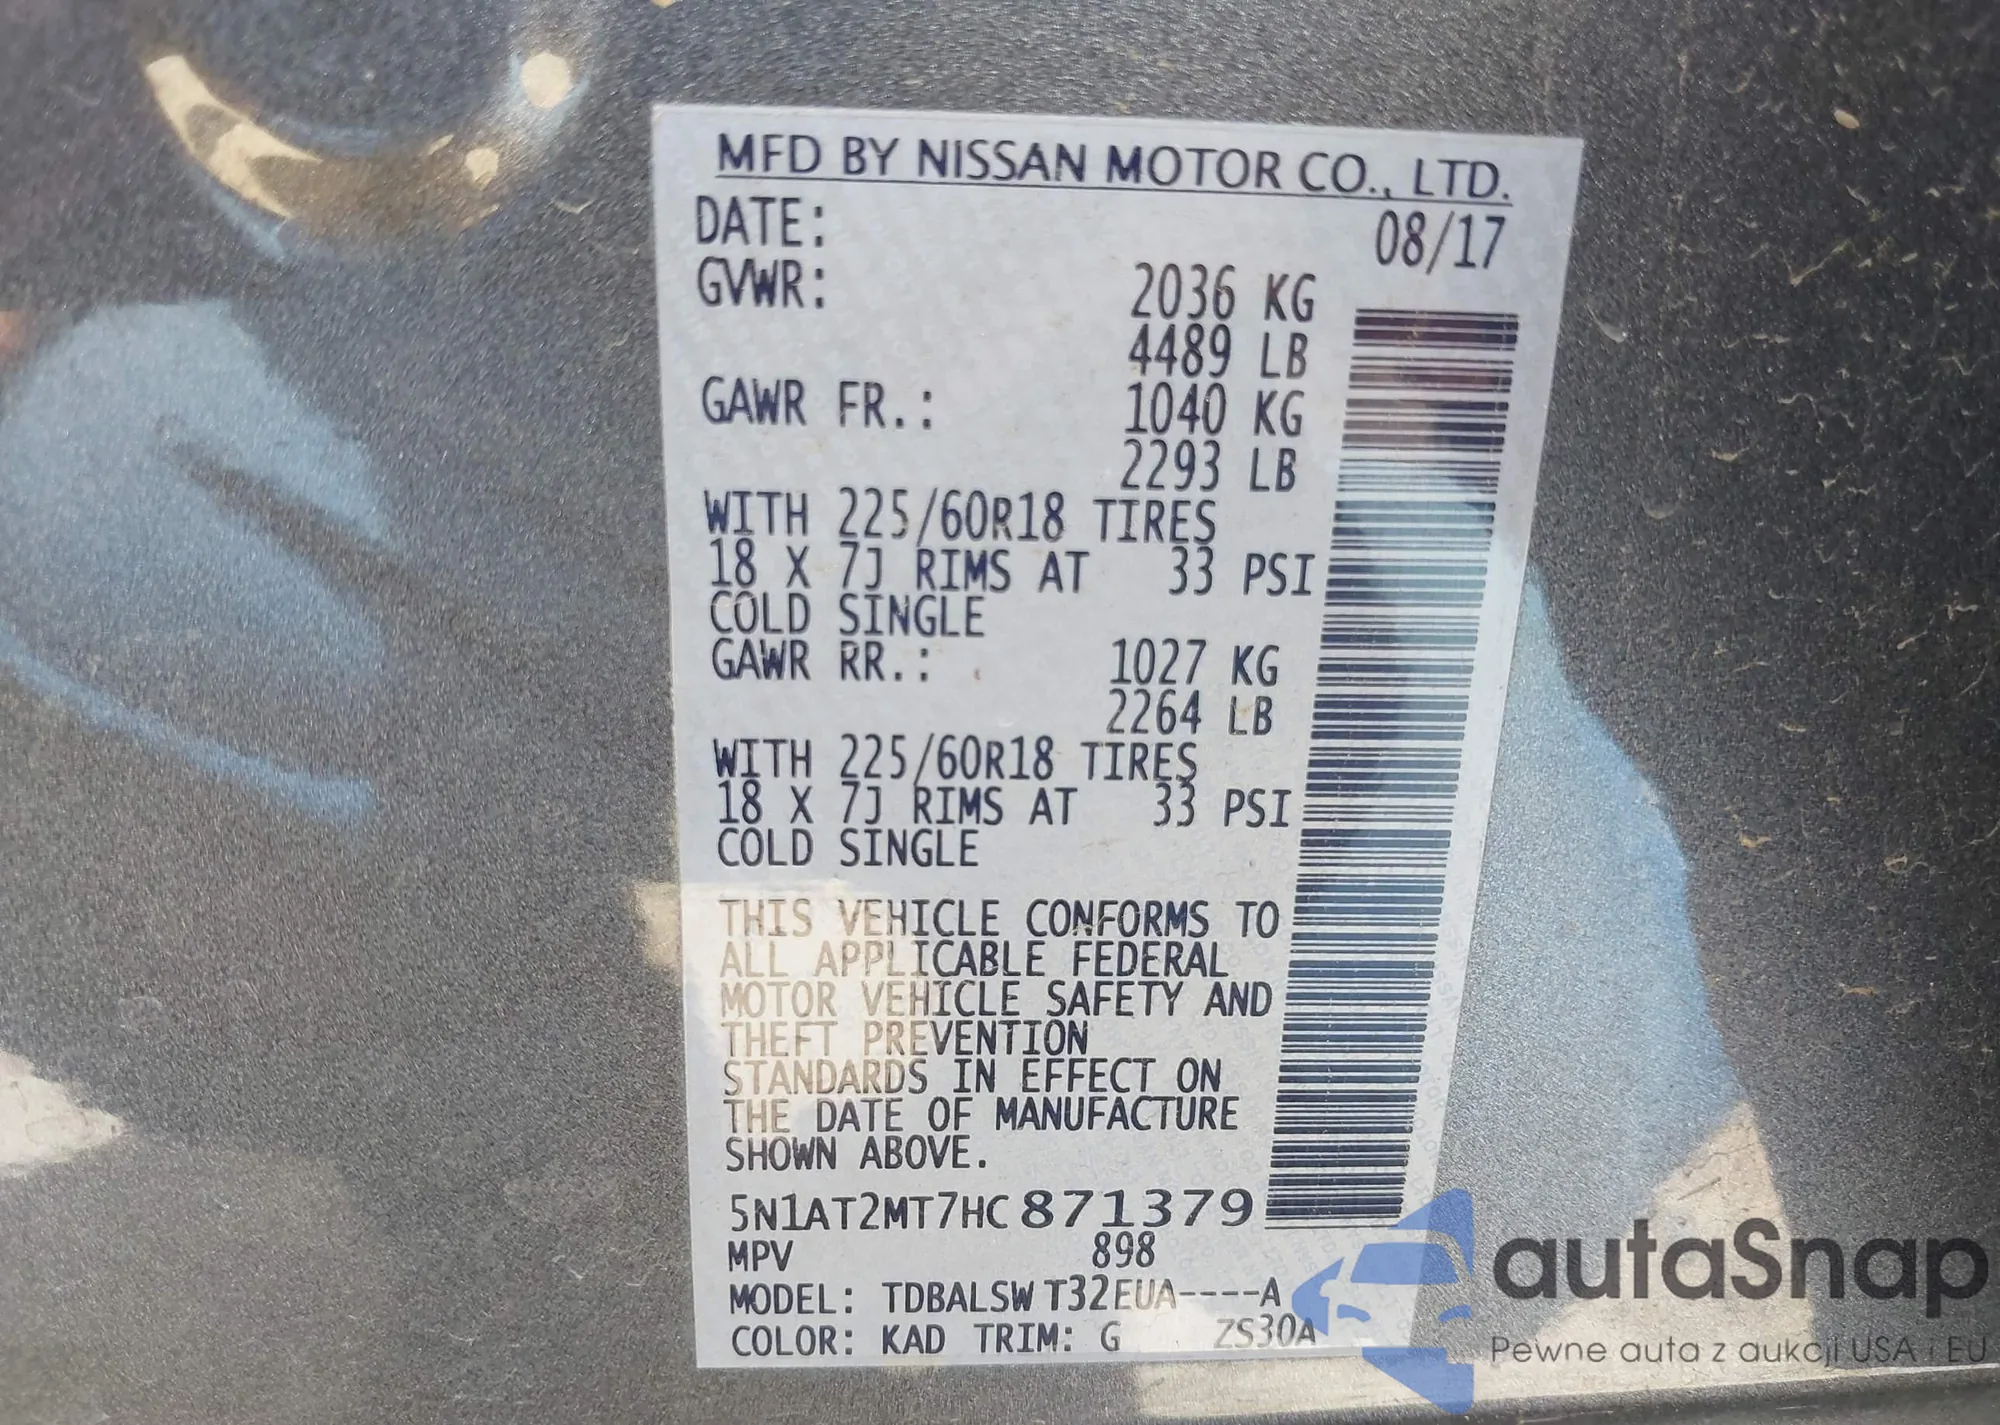 MFD BY NISSAN MOTOR CO., LTD.
DATE: 08/17
GVWR: 2036 KG
4489 LB
GAWR FR.: 1040 KG
2293 LB
WITH 225/60R18 TIRES
18 X 7J RIMS AT 33 PSI
COLD SINGLE
GAWR RR.: 1027 KG
2264 LB
WITH 225/60R18 TIRES
18 X 7J RIMS AT 33 PSI
COLD SINGLE
THIS VEHICLE CONFORMS TO
ALL APPLICABLE FEDERAL
MOTOR VEHICLE SAFETY AND
THEFT PREVENTION
STANDARDS IN EFFECT ON
THE DATE OF MANUFACTURE
SHOWN ABOVE.
5N1AT2MT7HC871379
MPV 898
MODEL: TDBALSW T32EUA----A
COLOR: KAD TRIM: G ZS30A
autaSnap
Pewne auta z aukcji USA i EU